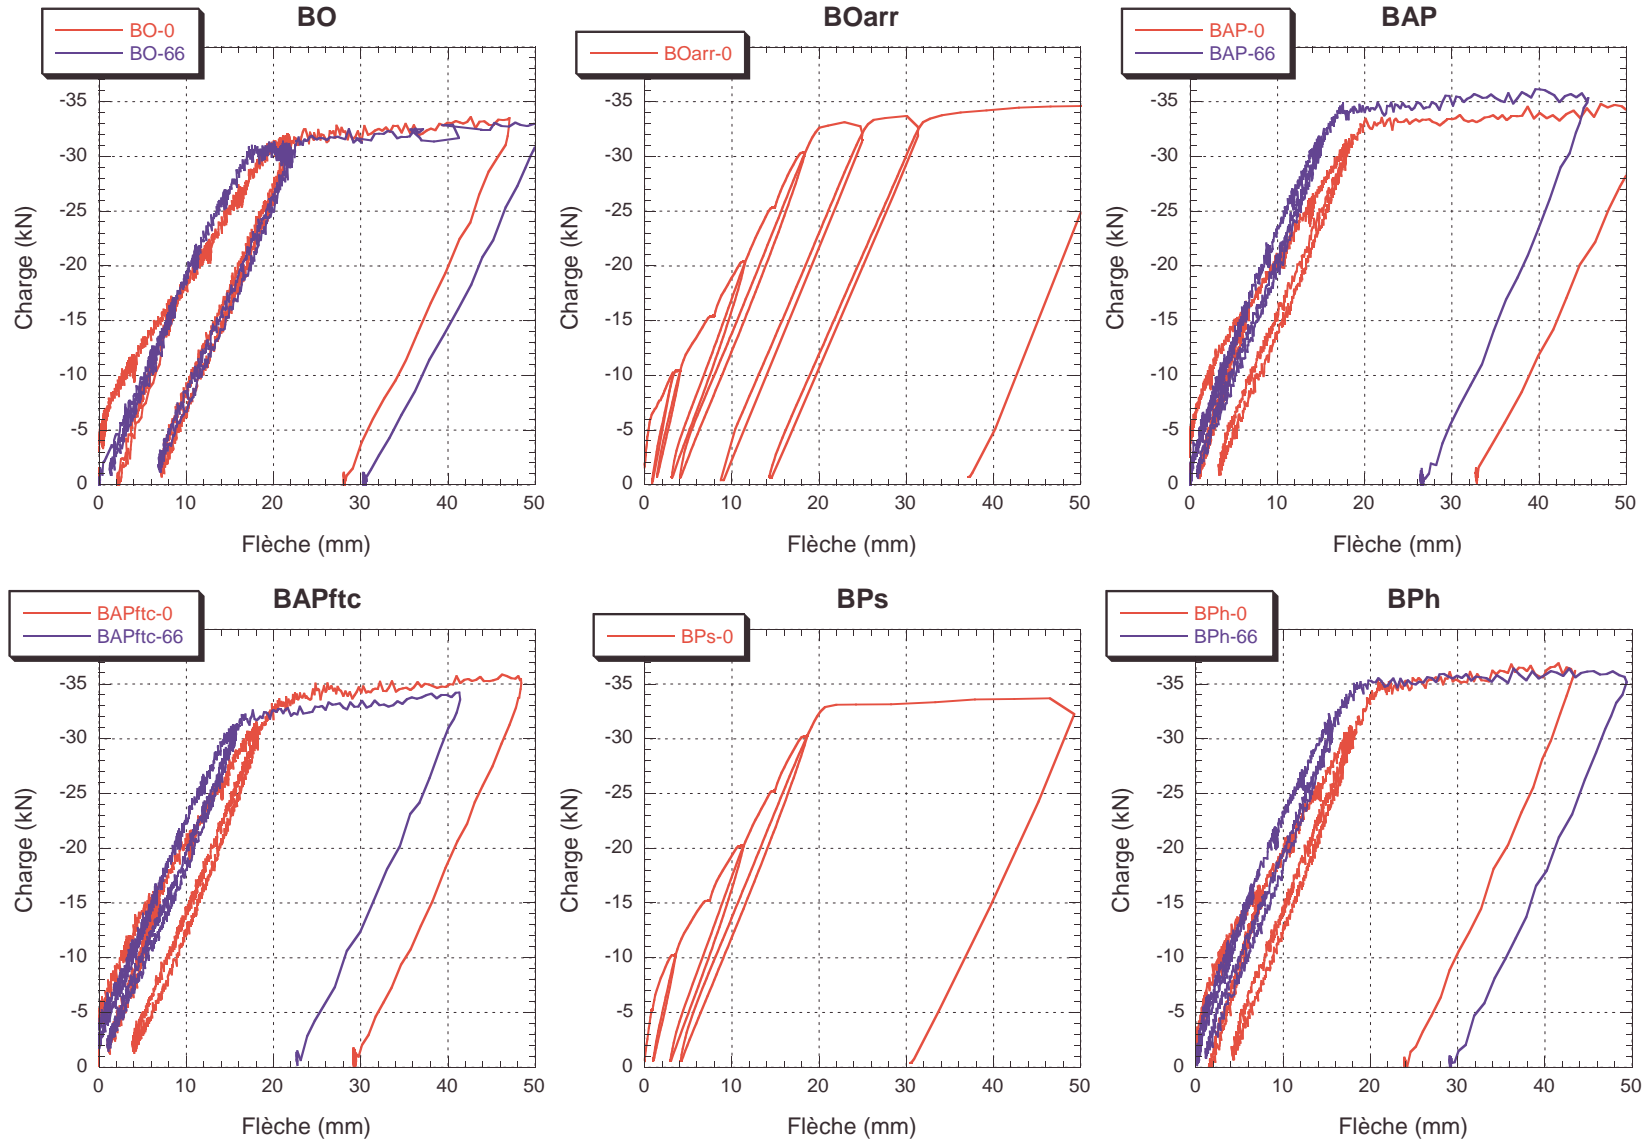 BO
BO-0
BO-66
-35
-30
-25
-20
-15
-10
-5
0
0 10 20 30 40 50
Charge (kN)
Flèche (mm)
BOarr
BOarr-0
-35
-30
-25
-20
-15
-10
-5
0
0 10 20 30 40 50
Charge (kN)
Flèche (mm)
BAP
BAP-0
BAP-66
-35
-30
-25
-20
-15
-10
-5
0
0 10 20 30 40 50
Charge (kN)
Flèche (mm)
BAPftc
BAPftc-0
BAPftc-66
-35
-30
-25
-20
-15
-10
-5
0
0 10 20 30 40 50
Charge (kN)
Flèche (mm)
BPs
BPs-0
-35
-30
-25
-20
-15
-10
-5
0
0 10 20 30 40 50
Charge (kN)
Flèche (mm)
BPh
BPh-0
BPh-66
-35
-30
-25
-20
-15
-10
-5
0
0 10 20 30 40 50
Charge (kN)
Flèche (mm)